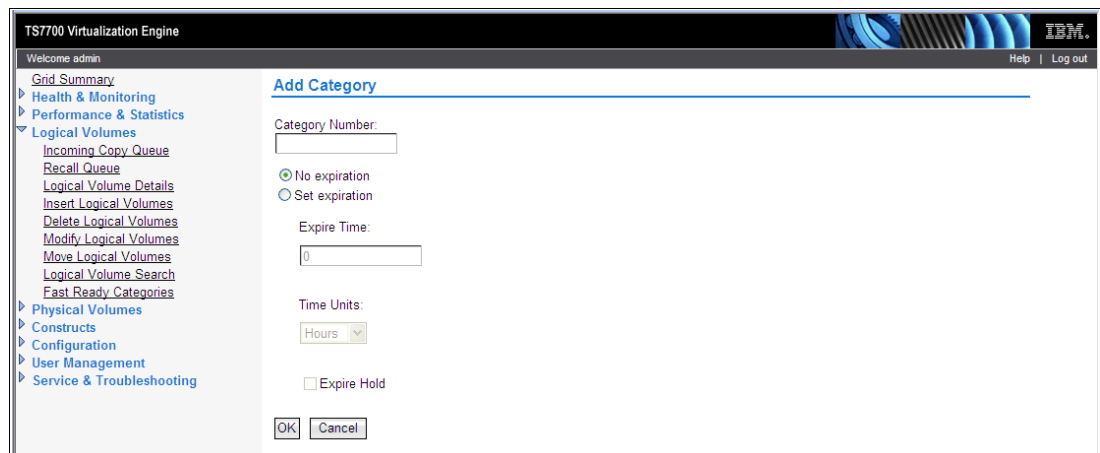 TS7700 Virtualization Engine
IBM.
Welcome admin
Help | Log out
Grid Summary
Health & Monitoring
Performance & Statistics
Logical Volumes
Incoming Copy Queue
Recall Queue
Logical Volume Details
Insert Logical Volumes
Delete Logical Volumes
Modify Logical Volumes
Move Logical Volumes
Logical Volume Search
Fast Ready Categories
Physical Volumes
Constructs
Configuration
User Management
Service & Troubleshooting
Add Category
Category Number:
No expiration
Set expiration
Expire Time:
0
Time Units:
Hours
Expire Hold
OK Cancel